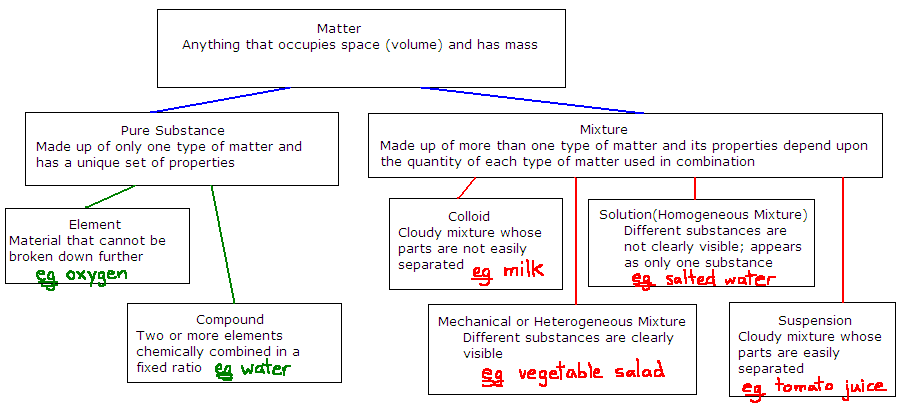 Matter
Anything that occupies space (volume) and has mass
Pure Substance
Made up of only one type of matter and
has a unique set of properties
Mixture
Made up of more than one type of matter and its properties depend upon
the quantity of each type of matter used in combination
Element
Material that cannot be
broken down further
eg oxygen
Colloid
Cloudy mixture whose
parts are not easily
separated eg milk
Solution(Homogeneous Mixture)
Different substances are
not clearly visible; appears
as only one substance
eg salted water
Compound
Two or more elements
chemically combined in a
fixed ratio eg water
Mechanical or Heterogeneous Mixture
Different substances are clearly
visible
eg vegetable salad
Suspension
Cloudy mixture whose
parts are easily
separated
eg tomato juice